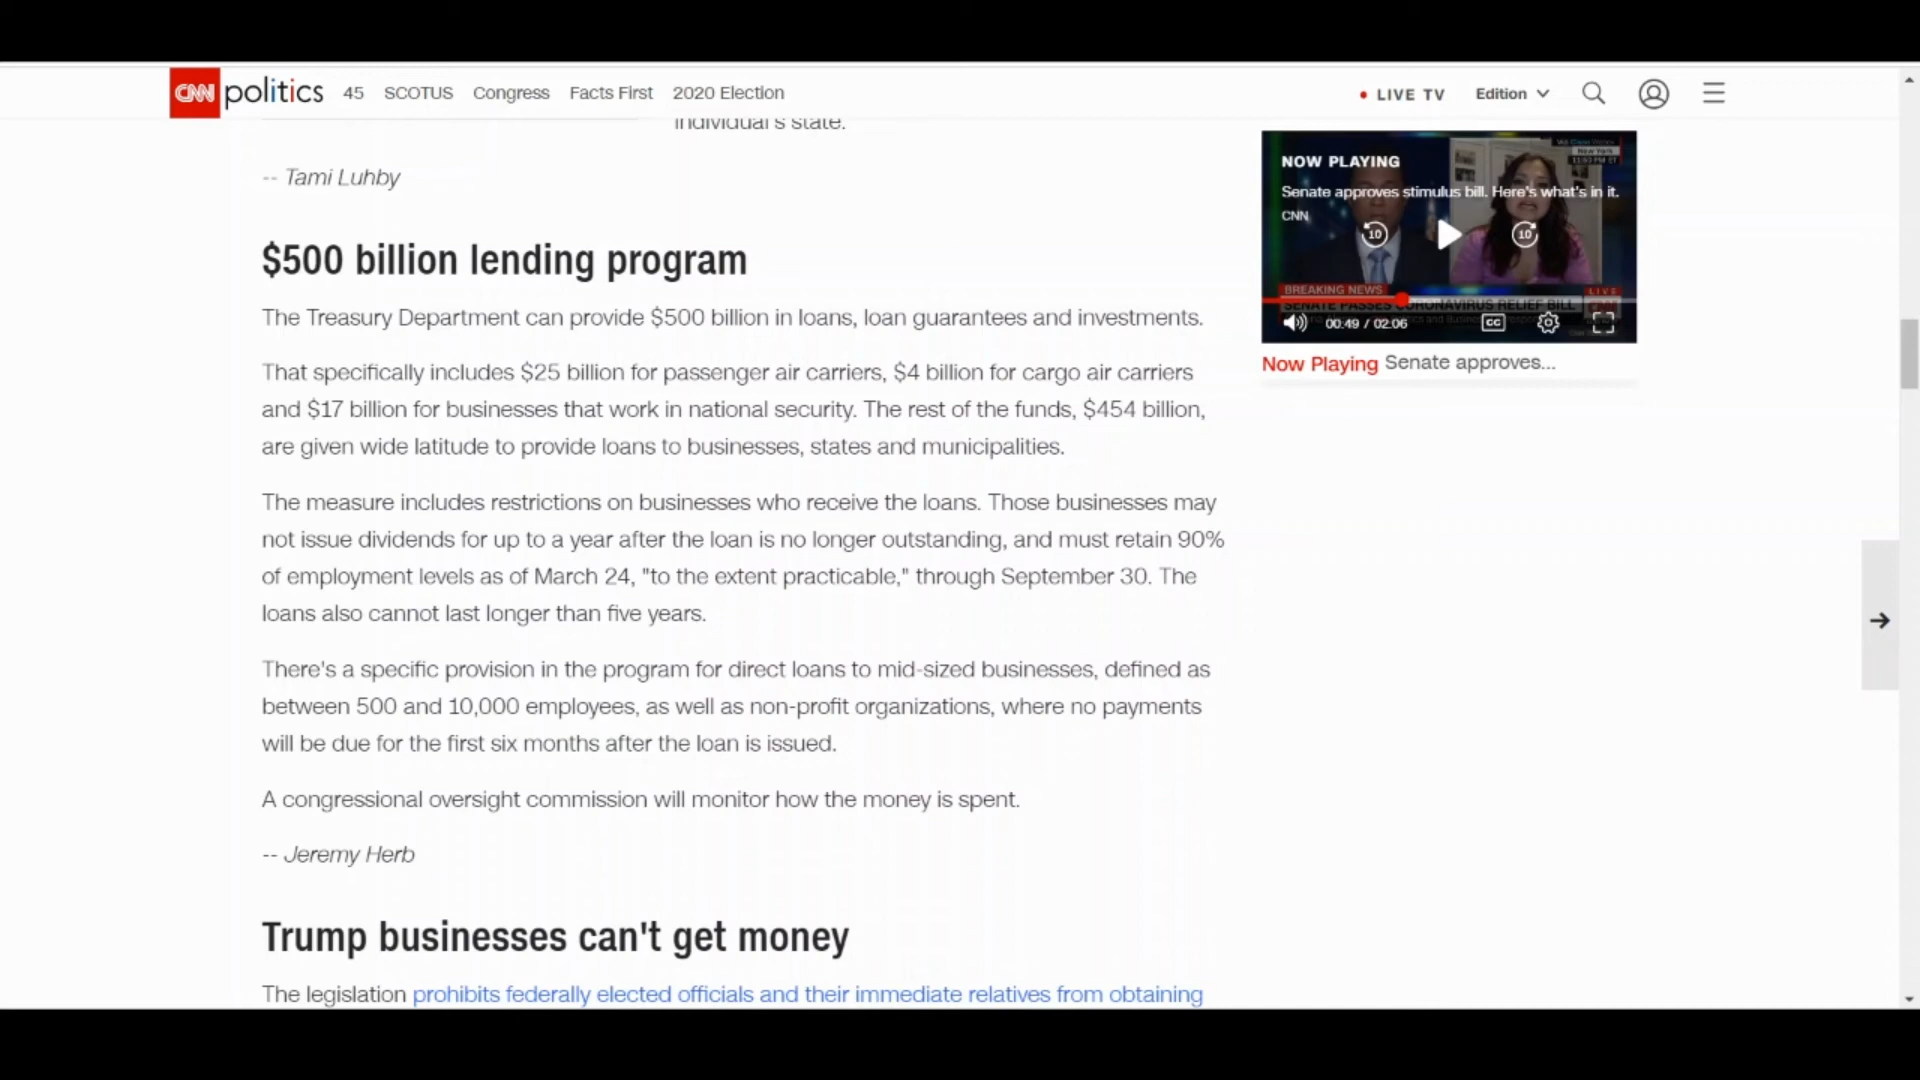 CNN politics 45 SCOTUS Congress Facts First 2020 Election
LIVE TV Edition
individual's state.
-- Tami Luhby
$500 billion lending program
The Treasury Department can provide $500 billion in loans, loan guarantees and investments.
That specifically includes $25 billion for passenger air carriers, $4 billion for cargo air carriers
and $17 billion for businesses that work in national security. The rest of the funds, $454 billion,
are given wide latitude to provide loans to businesses, states and municipalities.
The measure includes restrictions on businesses who receive the loans. Those businesses may
not issue dividends for up to a year after the loan is no longer outstanding, and must retain 90%
of employment levels as of March 24, "to the extent practicable," through September 30. The
loans also cannot last longer than five years.
There's a specific provision in the program for direct loans to mid-sized businesses, defined as
between 500 and 10,000 employees, as well as non-profit organizations, where no payments
will be due for the first six months after the loan is issued.
A congressional oversight commission will monitor how the money is spent.
-- Jeremy Herb
Trump businesses can't get money
The legislation prohibits federally elected officials and their immediate relatives from obtaining
NOW PLAYING
Senate approves stimulus bill. Here's what's in it.
CNN
10 10
New York
BREAKING NEWS
LIVE
SENATE PASSES CORONAVIRUS RELIEF BILL
00:49 / 02:06
CC
Now Playing Senate approves...